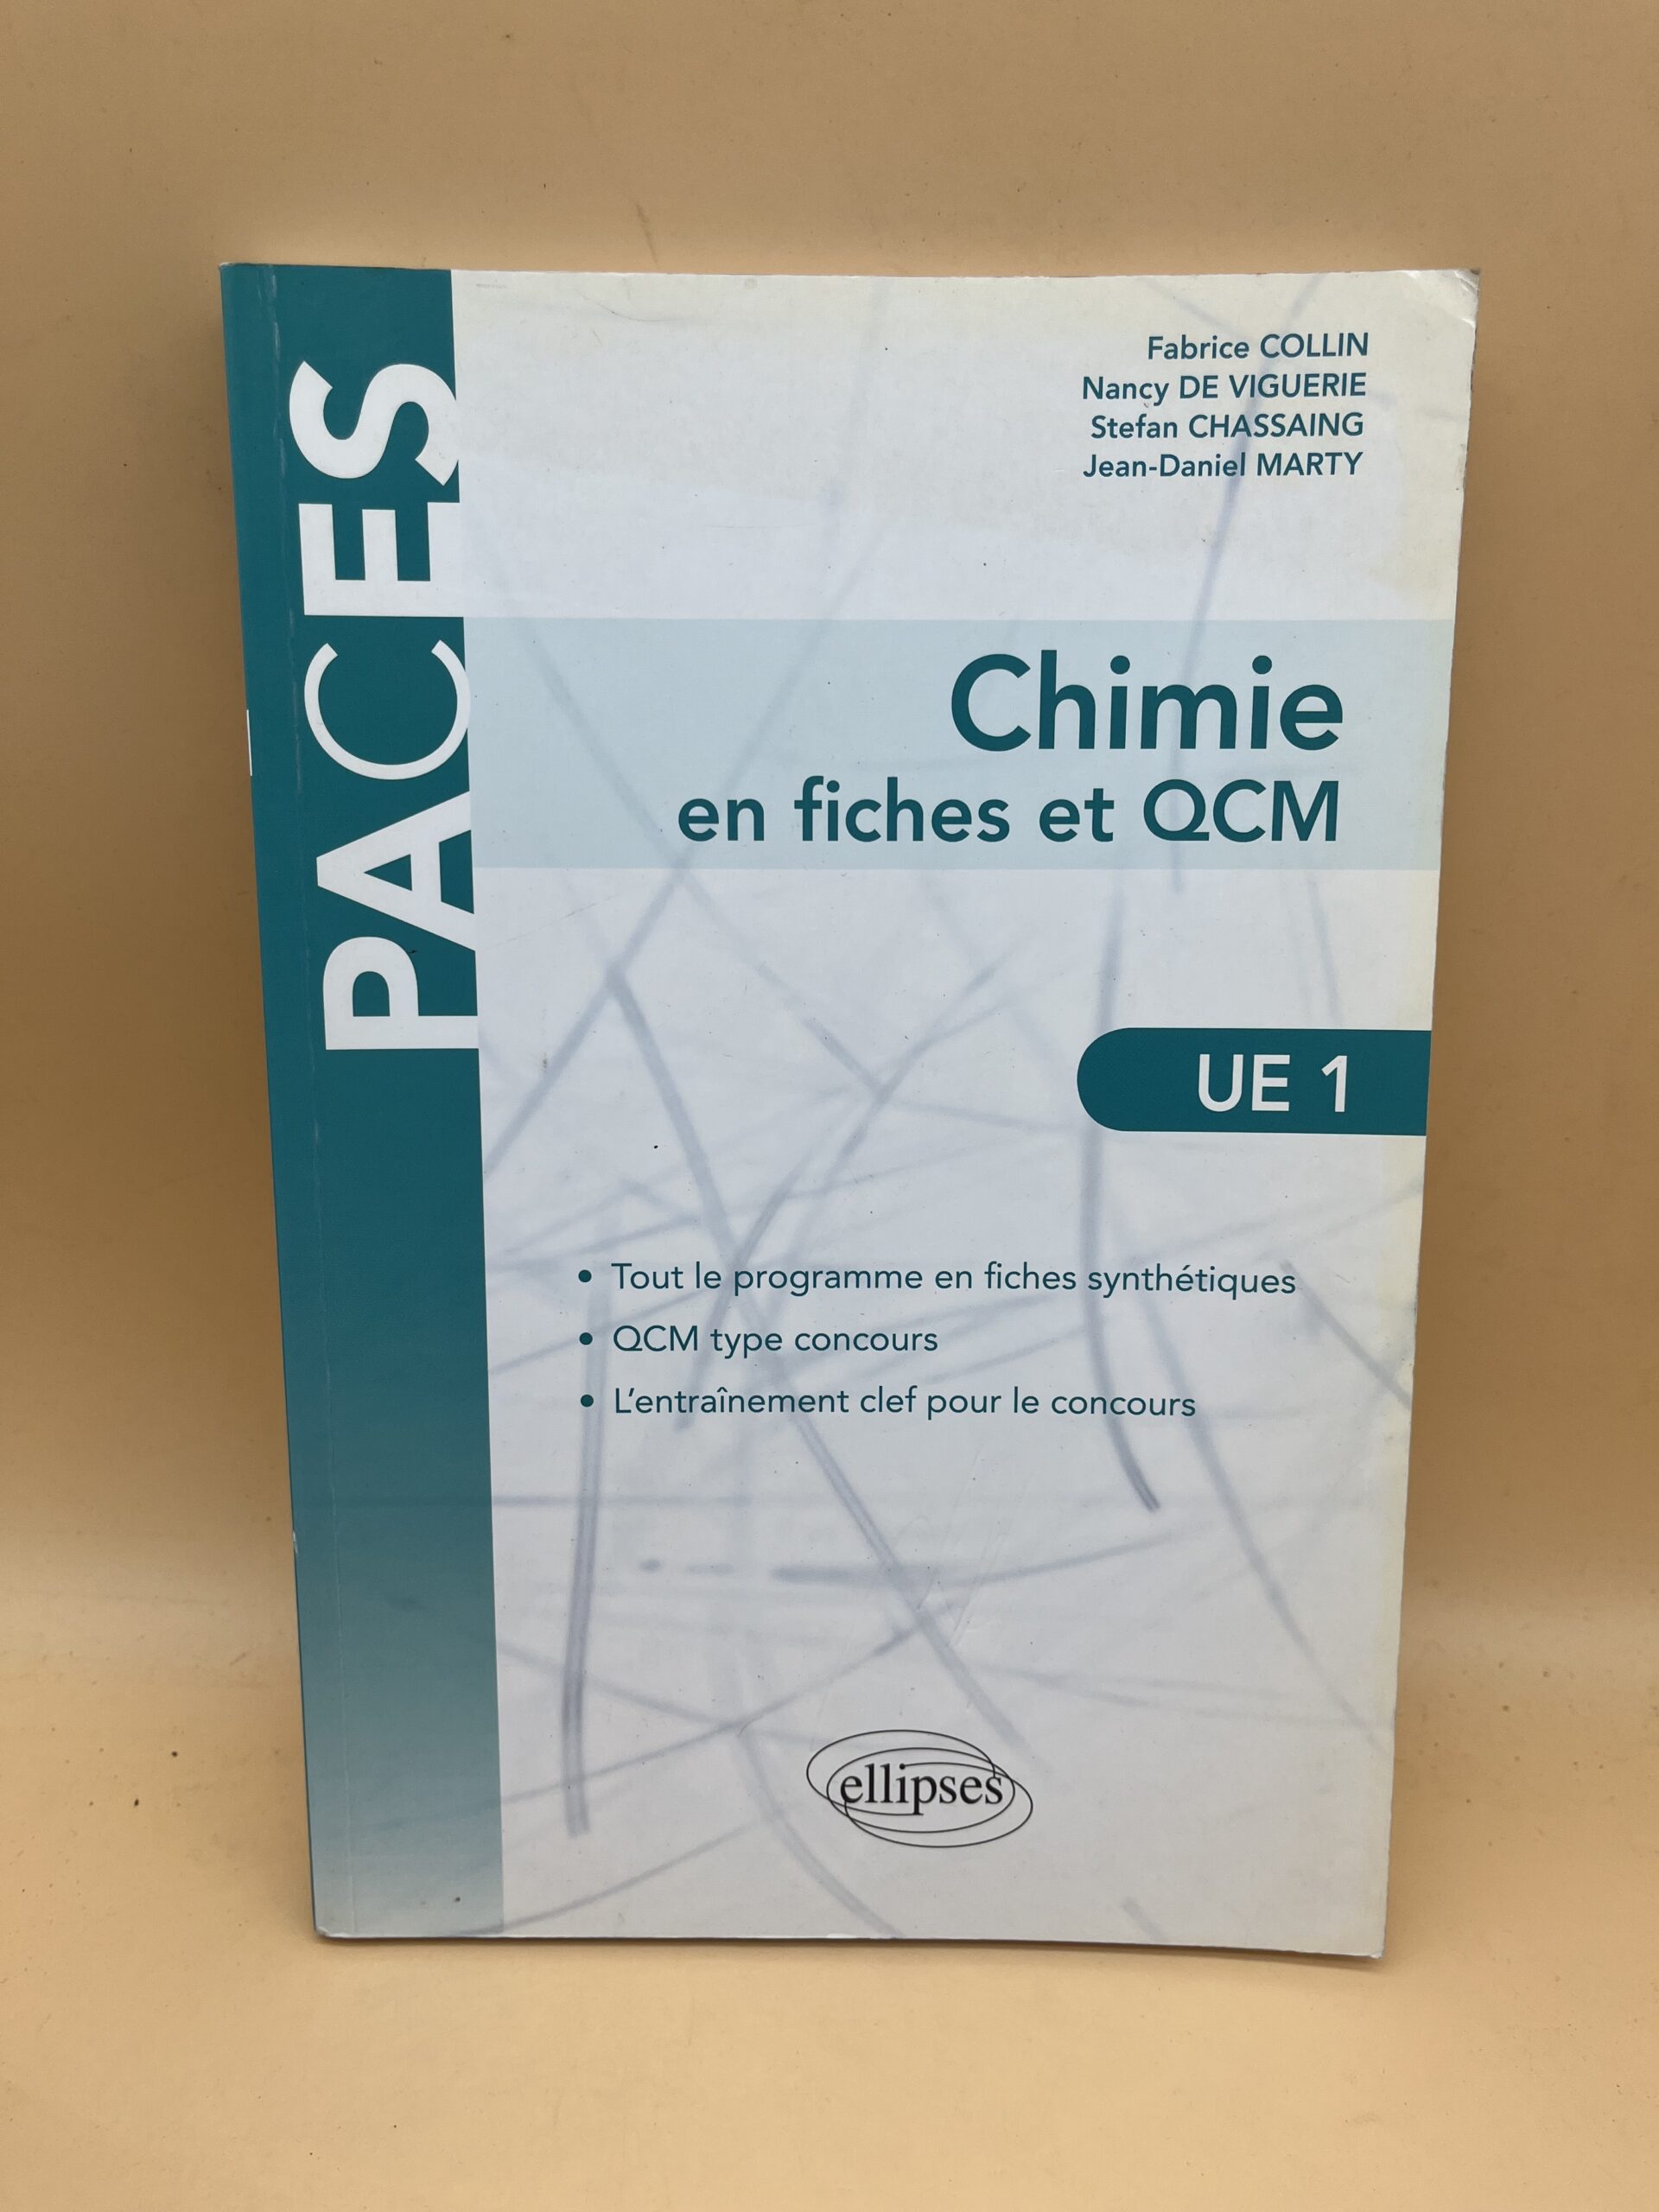 PACES
Fabrice COLLIN
Nancy DE VIGUERIE
Stefan CHASSAING
Jean-Daniel MARTY
Chimie
en fiches et QCM
UE 1
• Tout le programme en fiches synthétiques
• QCM type concours
• L'entraînement clef pour le concours
ellipses